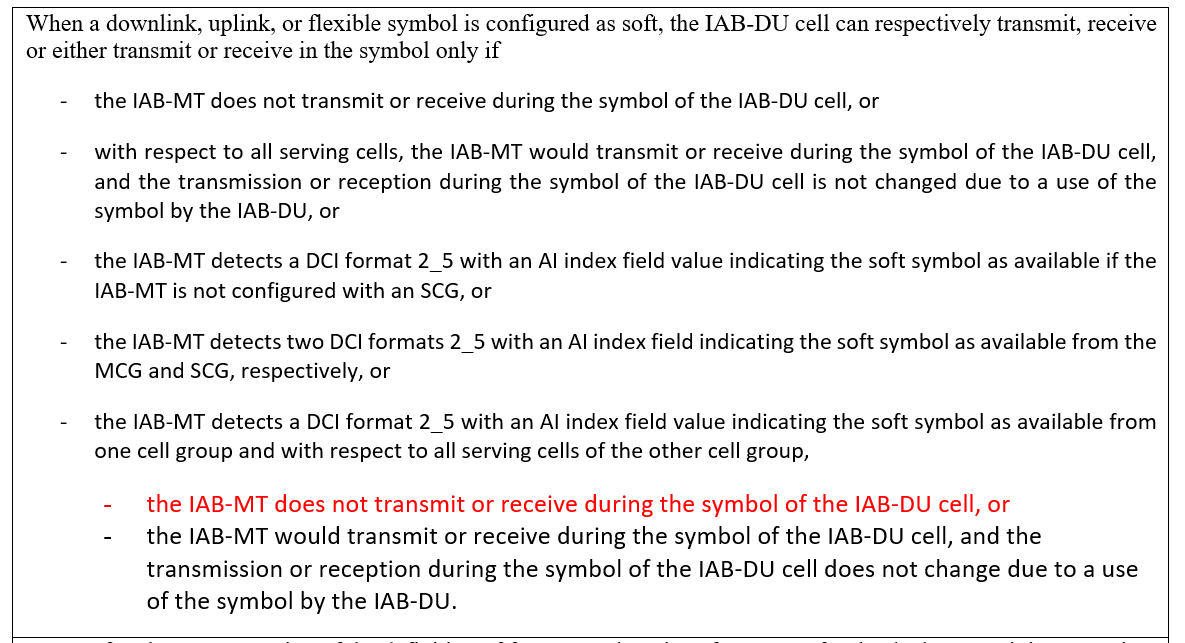 When a downlink, uplink, or flexible symbol is configured as soft, the IAB-DU cell can respectively transmit, receive
or either transmit or receive in the symbol only if
- the IAB-MT does not transmit or receive during the symbol of the IAB-DU cell, or
- with respect to all serving cells, the IAB-MT would transmit or receive during the symbol of the IAB-DU cell,
and the transmission or reception during the symbol of the IAB-DU cell is not changed due to a use of the
symbol by the IAB-DU, or
- the IAB-MT detects a DCI format 2_5 with an AI index field value indicating the soft symbol as available if the
IAB-MT is not configured with an SCG, or
- the IAB-MT detects two DCI formats 2_5 with an AI index field indicating the soft symbol as available from the
MCG and SCG, respectively, or
- the IAB-MT detects a DCI format 2_5 with an AI index field value indicating the soft symbol as available from
one cell group and with respect to all serving cells of the other cell group,
- the IAB-MT does not transmit or receive during the symbol of the IAB-DU cell, or
- the IAB-MT would transmit or receive during the symbol of the IAB-DU cell, and the
transmission or reception during the symbol of the IAB-DU cell does not change due to a use
of the symbol by the IAB-DU.